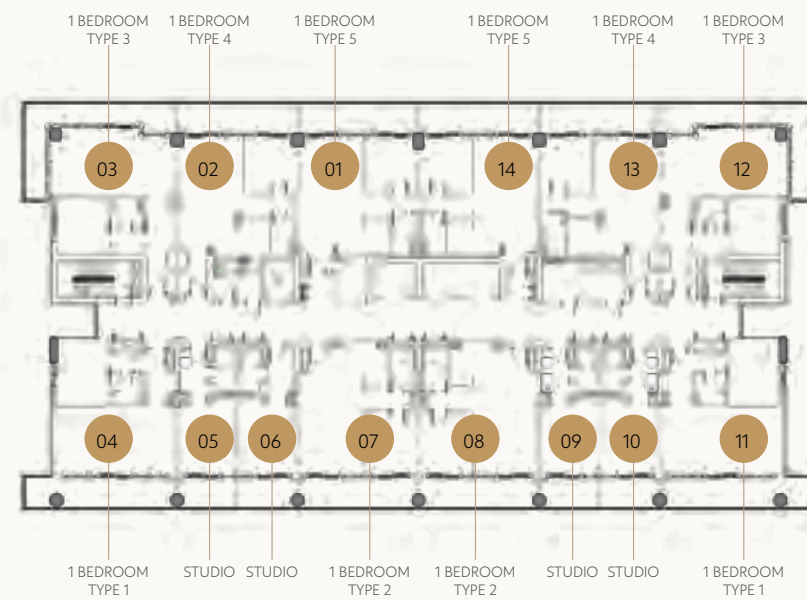 1 BEDROOM
TYPE 3
1 BEDROOM
TYPE 4
1 BEDROOM
TYPE 5
1 BEDROOM
TYPE 5
1 BEDROOM
TYPE 4
1 BEDROOM
TYPE 3
03
02
01
14
13
12
04
05
06
07
08
09
10
11
1 BEDROOM
TYPE 1
STUDIO
STUDIO
1 BEDROOM
TYPE 2
1 BEDROOM
TYPE 2
STUDIO
STUDIO
1 BEDROOM
TYPE 1